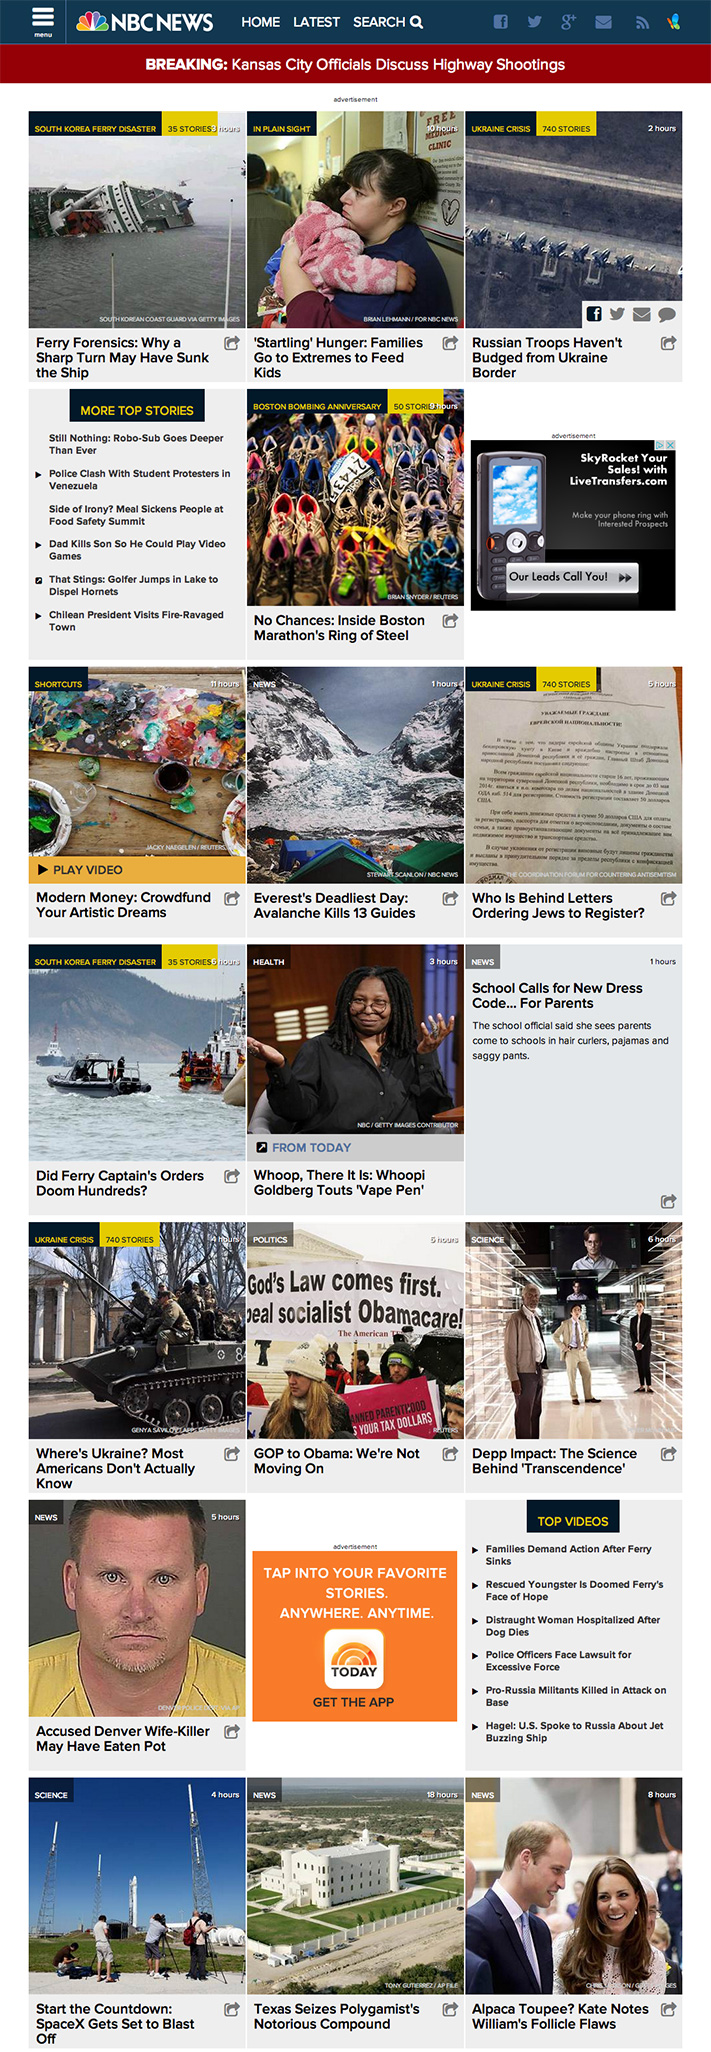 menu
NBC NEWS
HOME LATEST SEARCH
BREAKING: Kansas City Officials Discuss Highway Shootings
advertisement
SOUTH KOREA FERRY DISASTER 35 STORIES 3 hours
SOUTH KOREAN COAST GUARD VIA GETTY IMAGES
Ferry Forensics: Why a
Sharp Turn May Have Sunk
the Ship
IN PLAIN SIGHT 10 hours
FREE
MEDICAL
CLINIC
BRIAN LEHMANN / FOR NBC NEWS
'Startling' Hunger: Families
Go to Extremes to Feed
Kids
UKRAINE CRISIS 740 STORIES 2 hours
Russian Troops Haven't
Budged from Ukraine
Border
MORE TOP STORIES
Still Nothing: Robo-Sub Goes Deeper
Than Ever
Police Clash With Student Protesters in
Venezuela
Side of Irony? Meal Sickens People at
Food Safety Summit
Dad Kills Son So He Could Play Video
Games
That Stings: Golfer Jumps in Lake to
Dispel Hornets
Chilean President Visits Fire-Ravaged
Town
BOSTON BOMBING ANNIVERSARY 50 STORIES hours
BRIAN SNYDER / REUTERS
No Chances: Inside Boston
Marathon's Ring of Steel
advertisement
SkyRocket Your
Sales! with
LiveTransfers.com
Make your phone ring with
Interested Prospects
Our Leads Call You!
SHORTCUTS 11 hours
JACKY NAEGELEN / REUTERS
PLAY VIDEO
Modern Money: Crowdfund
Your Artistic Dreams
NEWS 1 hours
STEWART SCANLON / NBC NEWS
Everest's Deadliest Day:
Avalanche Kills 13 Guides
UKRAINE CRISIS 740 STORIES 5 hours
УВАЖАЕМЫЕ ГРАЖДАНЕ
ЕВРЕЙСКОЙ НАЦИОНАЛЬНОСТИ!
THE COORDINATION FORUM FOR COUNTERING ANTISEMITISM
Who Is Behind Letters
Ordering Jews to Register?
SOUTH KOREA FERRY DISASTER 35 STORIES hours
Did Ferry Captain's Orders
Doom Hundreds?
HEALTH 3 hours
NBC / GETTY IMAGES CONTRIBUTOR
FROM TODAY
Whoop, There It Is: Whoopi
Goldberg Touts 'Vape Pen'
NEWS 1 hours
School Calls for New Dress
Code... For Parents
The school official said she sees parents
come to schools in hair curlers, pajamas and
saggy pants.
UKRAINE CRISIS 740 STORIES 4 hours
Where's Ukraine? Most
Americans Don't Actually
Know
POLITICS 5 hours
God's Law comes first.
peal socialist Obamacare!
The American
REUTERS
GOP to Obama: We're Not
Moving On
SCIENCE 6 hours
Depp Impact: The Science
Behind 'Transcendence'
NEWS 5 hours
Accused Denver Wife-Killer
May Have Eaten Pot
advertisement
TAP INTO YOUR FAVORITE
STORIES.
ANYWHERE. ANYTIME.
TODAY
GET THE APP
TOP VIDEOS
Families Demand Action After Ferry
Sinks
Rescued Youngster Is Doomed Ferry's
Face of Hope
Distraught Woman Hospitalized After
Dog Dies
Police Officers Face Lawsuit for
Excessive Force
Pro-Russia Militants Killed in Attack on
Base
Hagel: U.S. Spoke to Russia About Jet
Buzzing Ship
SCIENCE 4 hours
Start the Countdown:
SpaceX Gets Set to Blast
Off
NEWS 18 hours
TONY GUTIERREZ / AP FILE
Texas Seizes Polygamist's
Notorious Compound
NEWS 8 hours
Alpaca Toupee? Kate Notes
William's Follicle Flaws